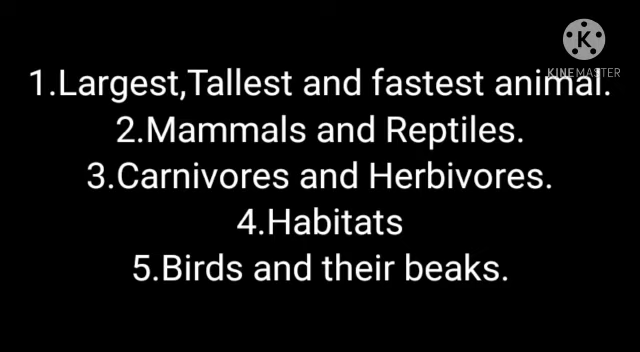 KINEMASTER
1.Largest,Tallest and fastest animal.
2.Mammals and Reptiles.
3.Carnivores and Herbivores.
4.Habitats
5.Birds and their beaks.